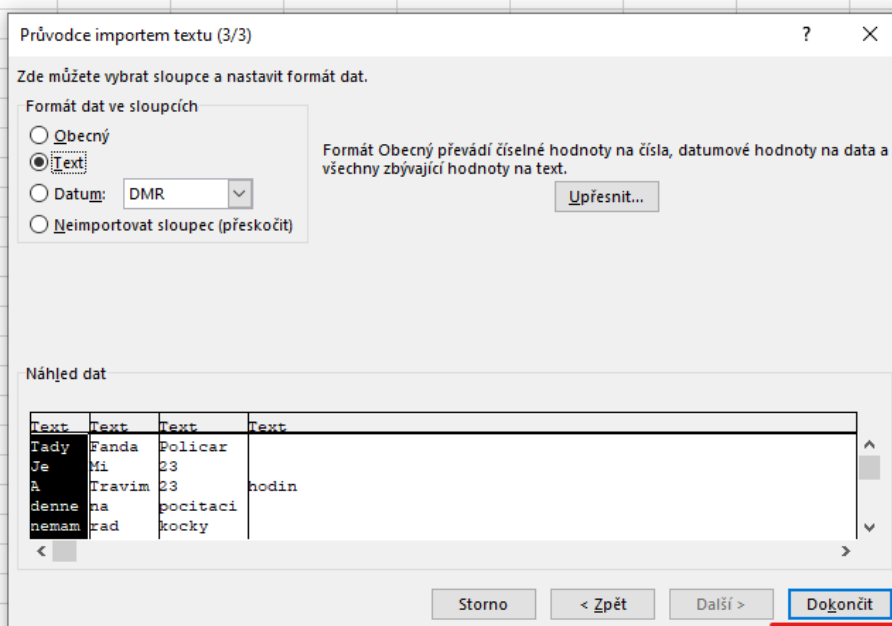 Průvodce importem textu (3/3)
?
Zde můžete vybrat sloupce a nastavit formát dat.
Formát dat ve sloupcích
Obecný
Text
Datum: DMR
Neimportovat sloupec (přeskočit)
Formát Obecný převádí číselné hodnoty na čísla, datumové hodnoty na data a
všechny zbývající hodnoty na text.
Upřesnit...
Náhled dat
Text Text Text Text
Tady Fanda Policar
Je Mi 23
A Travim 23 hodin
denne na pocitaci
nemam rad kocky
Storno
< Zpět
Další >
Dokončit